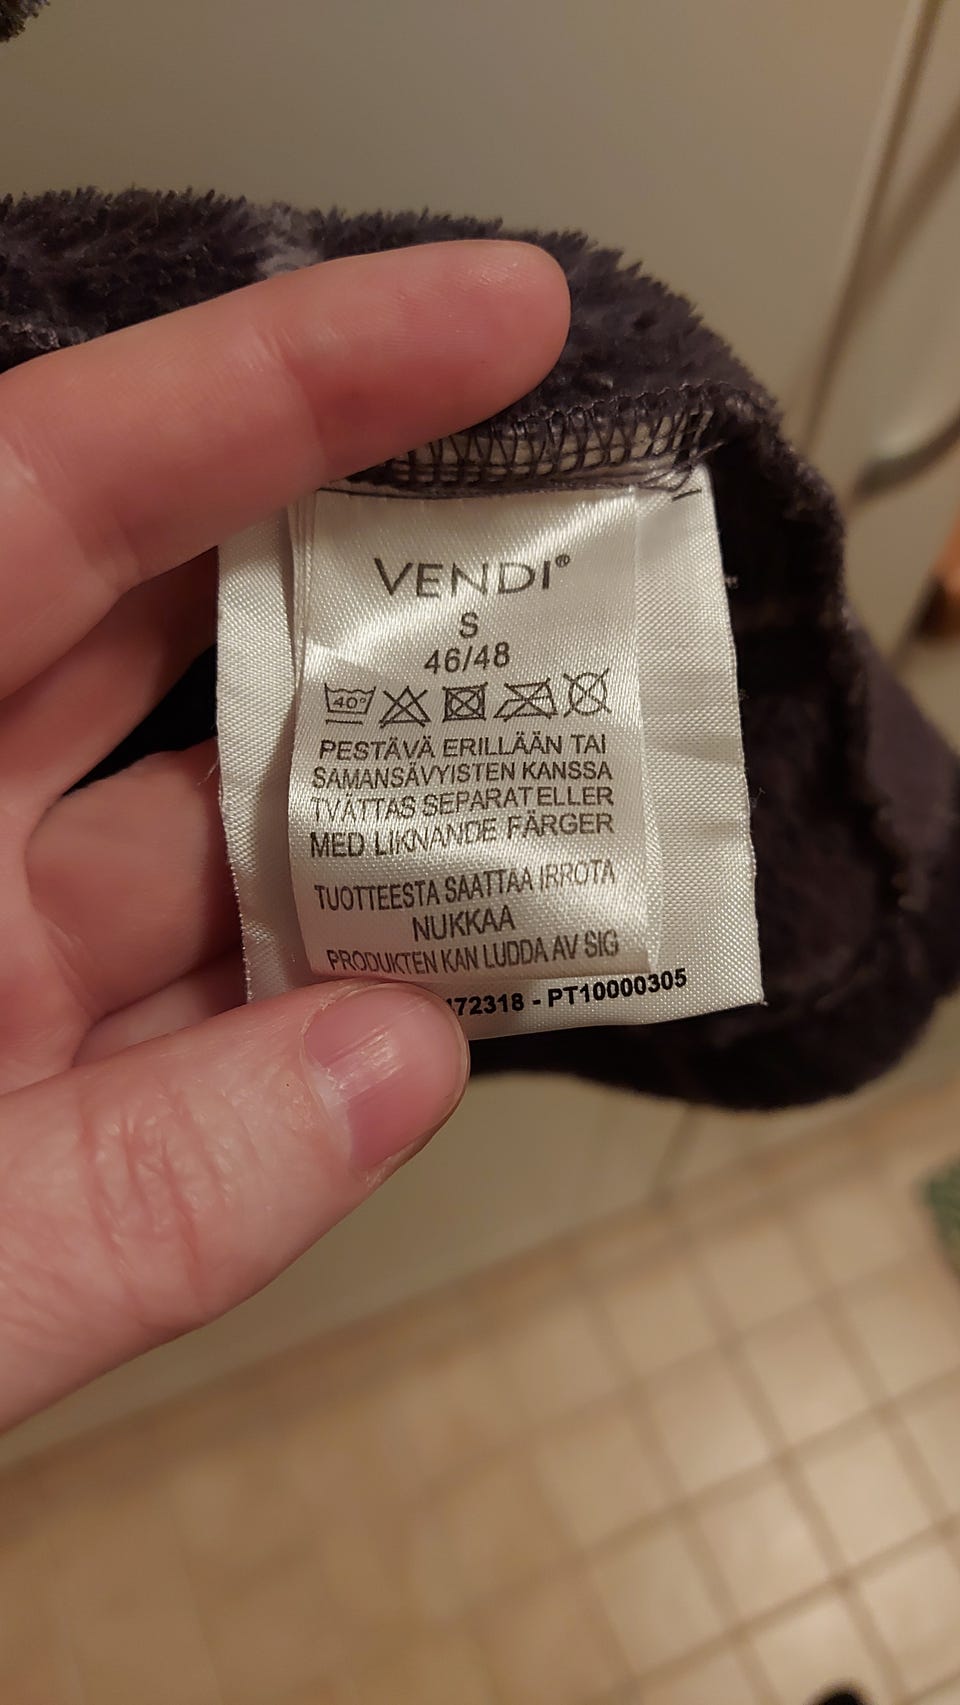 VENDI®
S
46/48
40°
PESTÄVÄ ERILLÄÄN TAI
SAMANSÄVYISTEN KANSSA
TVÄTTAS SEPARAT ELLER
MED LIKNANDE FÄRGER
TUOTTEESTA SAATTAA IRROTA
NUKKAA
PRODUKTEN KAN LUDDA AV SIG
172318 - PT10000305